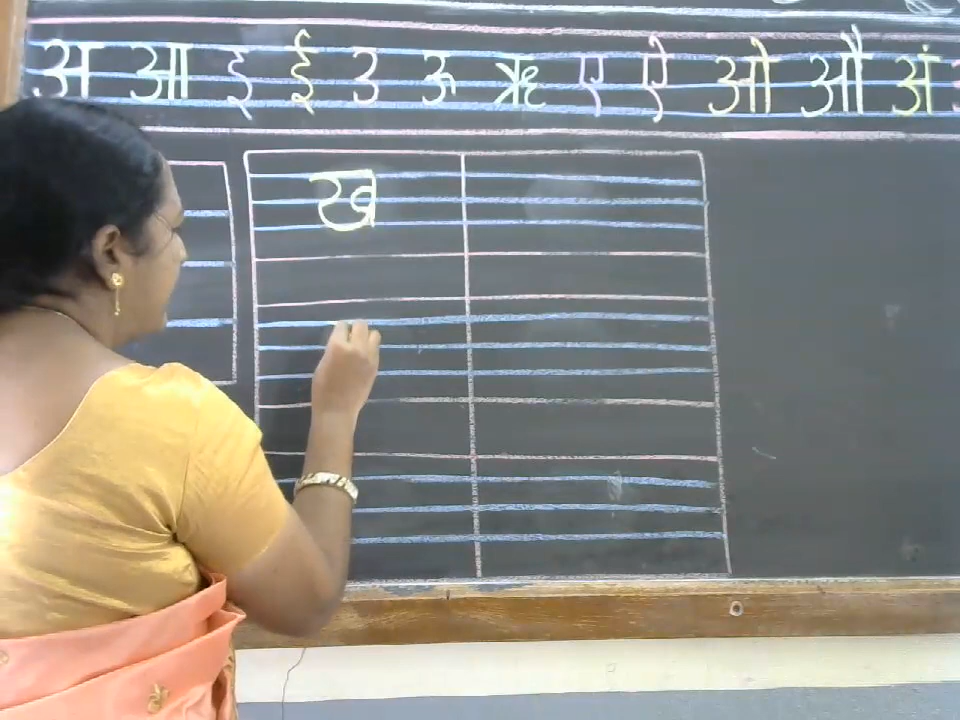 अ आ इ ई उ ऊ ऋ ए ऐ ओ औ अं
ख